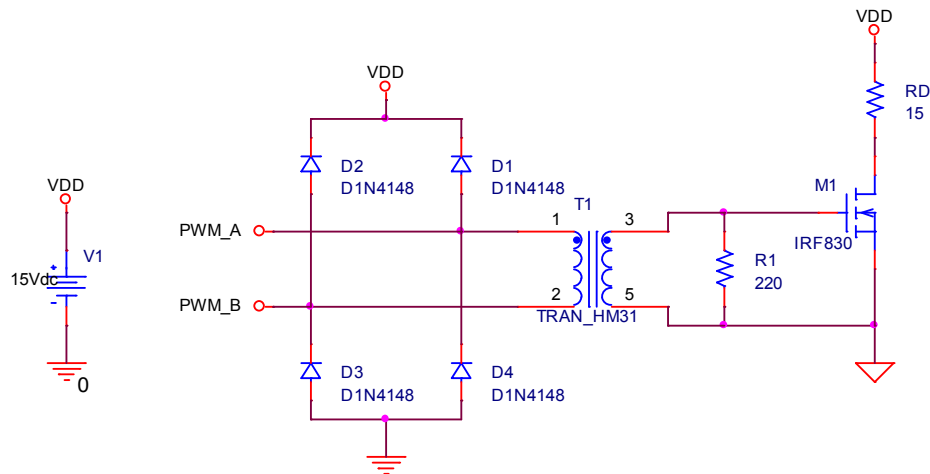 VDD
RD
15
VDD
D2
D1N4148
D1
D1N4148
M1
IRF830
VDD
V1
15Vdc
0
PWM_A
PWM_B
T1
1
3
2
5
TRAN_HM31
R1
220
D3
D1N4148
D4
D1N4148